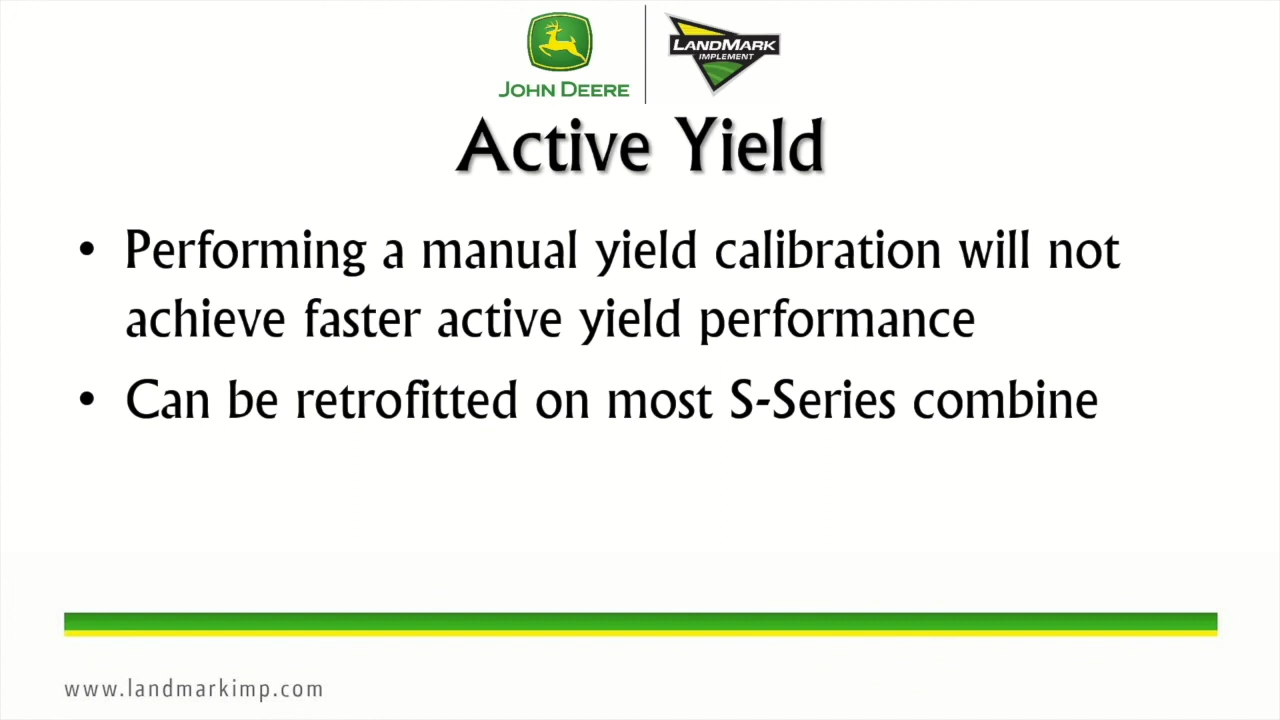 JOHN DEERE
LANDMARK
IMPLEMENT
Active Yield
• Performing a manual yield calibration will not
achieve faster active yield performance
• Can be retrofitted on most S-Series combine
www.landmarkimp.com